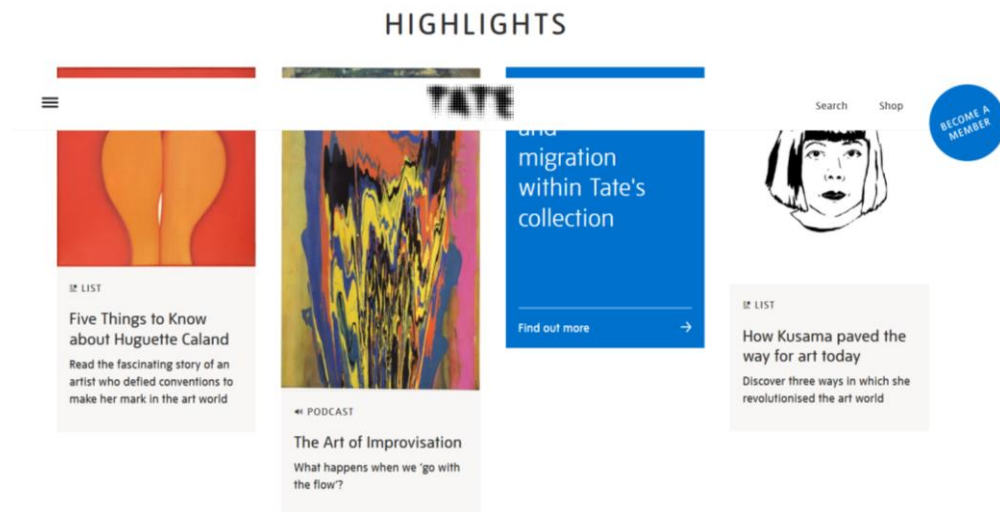 HIGHLIGHTS
TATE
Search
Shop
BECOME A
MEMBER
LIST
Five Things to Know
about Huguette Caland
Read the fascinating story of an
artist who defied conventions to
make her mark in the art world
PODCAST
The Art of Improvisation
What happens when we 'go with
the flow'?
and
migration
within Tate's
collection
Find out more
LIST
How Kusama paved the
way for art today
Discover three ways in which she
revolutionised the art world